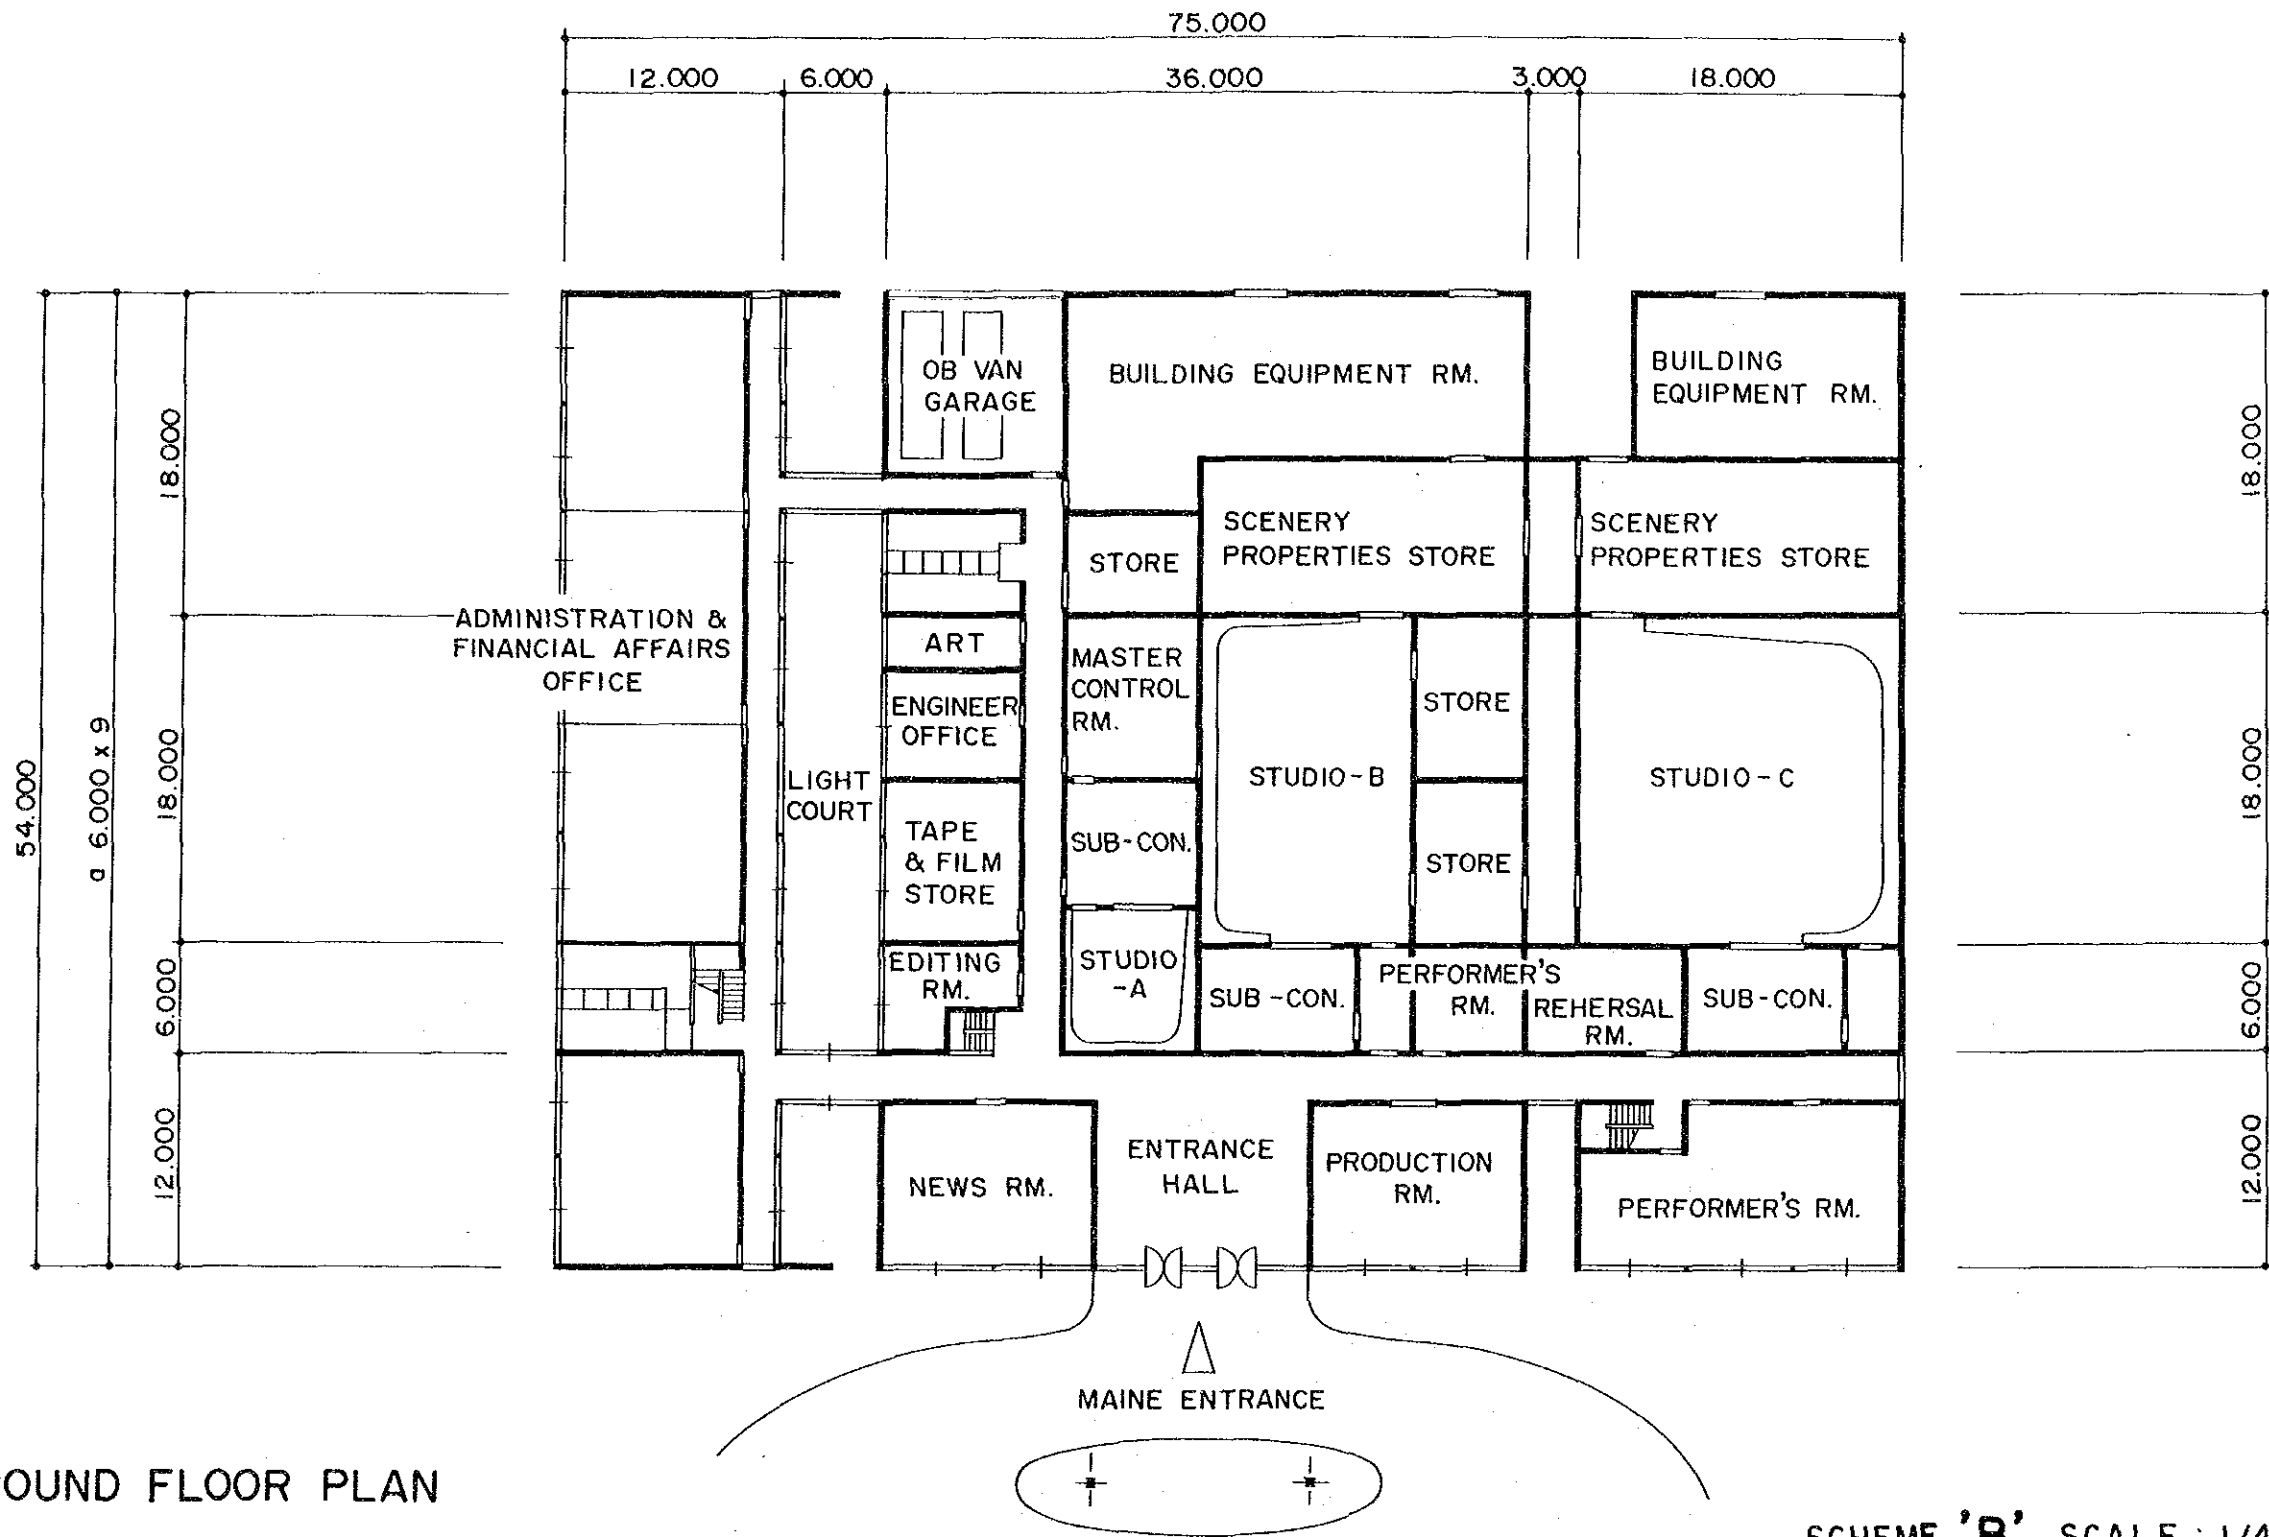 75.000
12.000 6.000 36.000 3.000 18.000
OB VAN
GARAGE
BUILDING EQUIPMENT RM.
BUILDING
EQUIPMENT RM.
18.000
18.000
SCENERY
PROPERTIES STORE
SCENERY
PROPERTIES STORE
STORE
ADMINISTRATION &
FINANCIAL AFFAIRS
OFFICE
ART
ENGINEER
OFFICE
MASTER
CONTROL
RM.
STORE
STUDIO-B
STUDIO-C
LIGHT
COURT
54.000
a 6.000 x 9
18.000
18.000
TAPE
& FILM
STORE
SUB-CON.
STORE
EDITING
RM.
STUDIO
-A
SUB-CON.
PERFORMER'S
RM.
REHERSAL
RM.
SUB-CON.
6.000
6.000
12.000
12.000
NEWS RM.
ENTRANCE
HALL
PRODUCTION
RM.
PERFORMER'S RM.
MAINE ENTRANCE
OUND FLOOR PLAN
SCHEME 'B' SCALE : 1/4